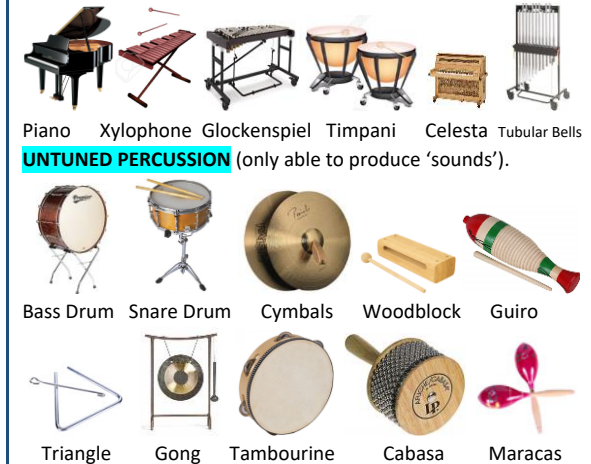 Piano Xylophone Glockenspiel Timpani Celesta Tubular Bells
UNTUNED PERCUSSION (only able to produce ‘sounds’).
Bass Drum Snare Drum Cymbals Woodblock Guiro
LP
Triangle Gong Tambourine Cabasa Maracas